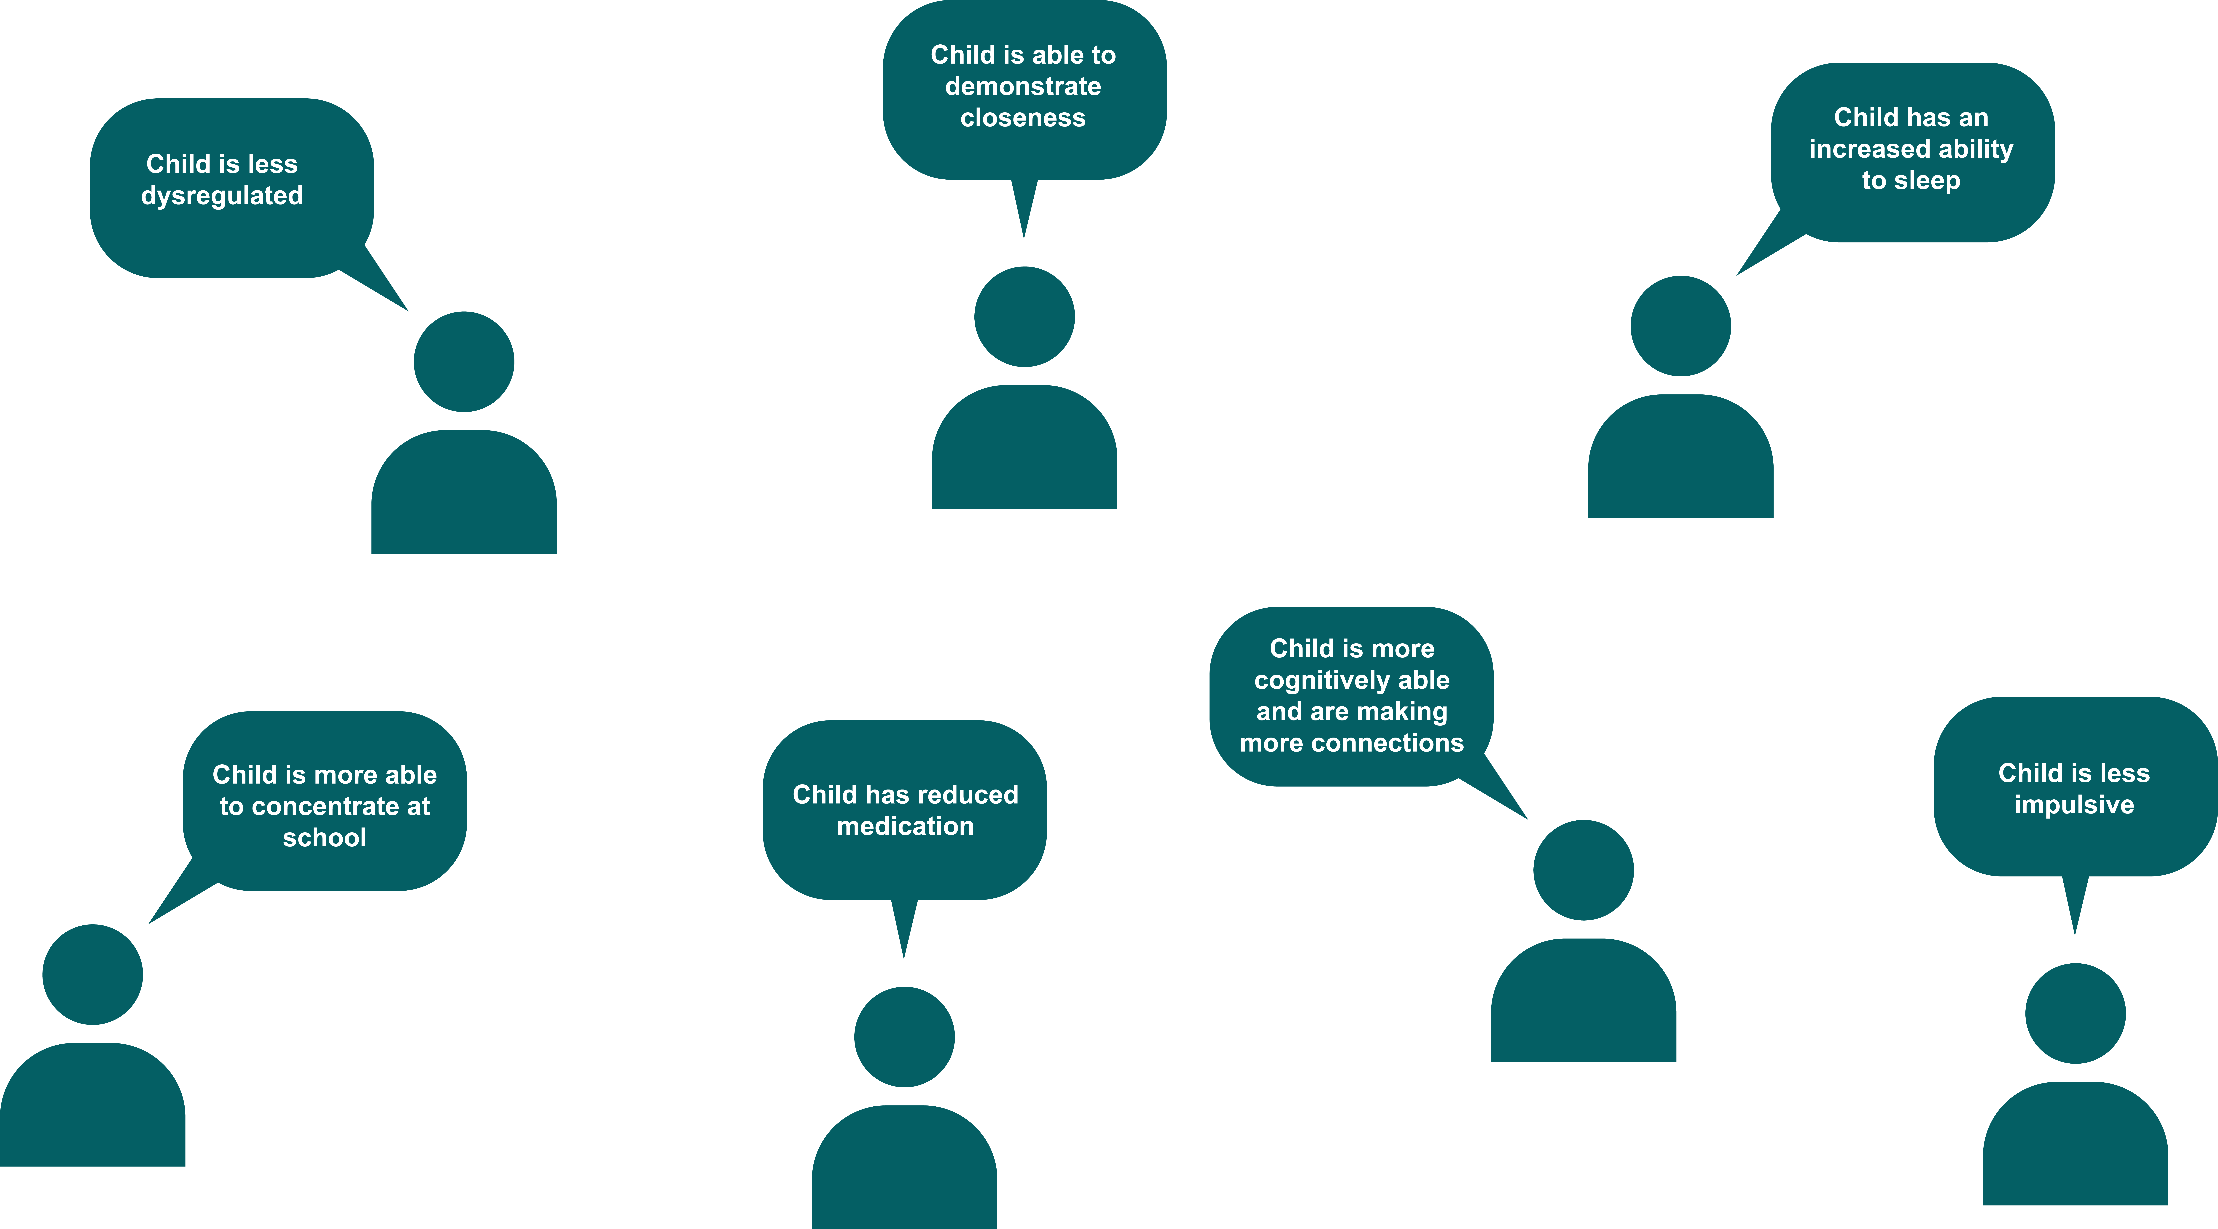 Child is less
dysregulated
Child is able to
demonstrate
closeness
Child has an
increased ability
to sleep
Child is more able
to concentrate at
school
Child has reduced
medication
Child is more
cognitively able
and are making
more connections
Child is less
impulsive